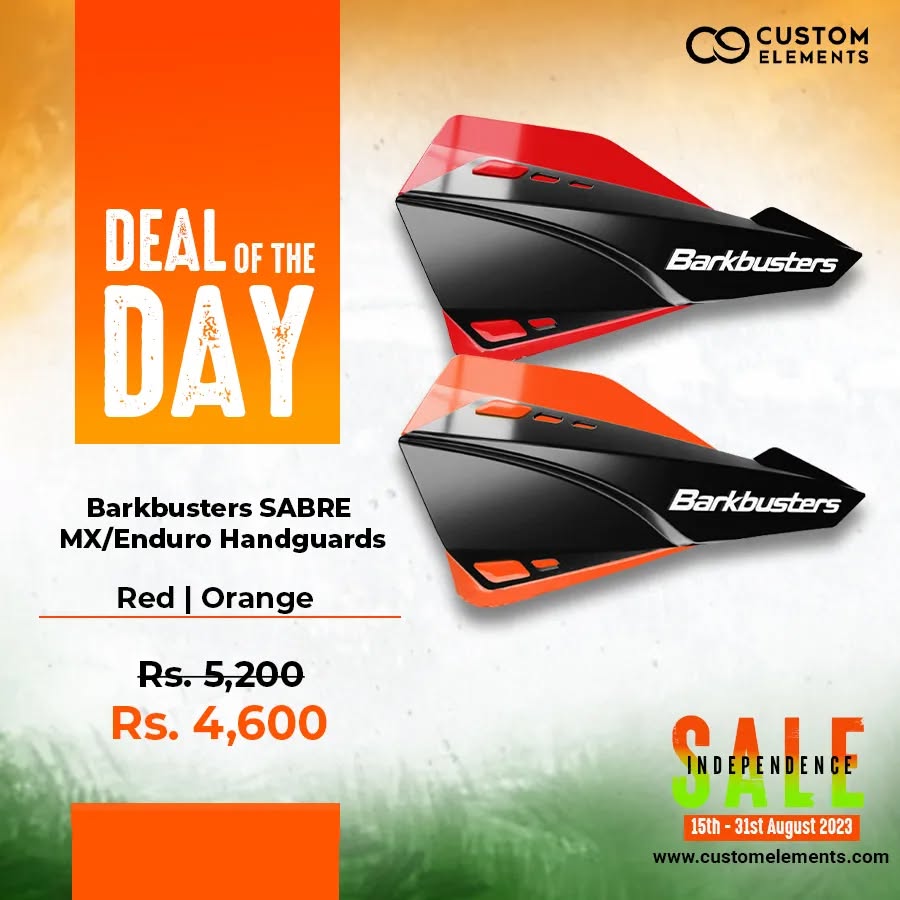 CUSTOM
ELEMENTS
DEAL OF THE
DAY
Barkbusters
Barkbusters
Barkbusters SABRE
MX/Enduro Handguards
Red | Orange
Rs. 5,200
Rs. 4,600
SALE
INDEPENDENCE
15th - 31st August 2023
www.customelements.com